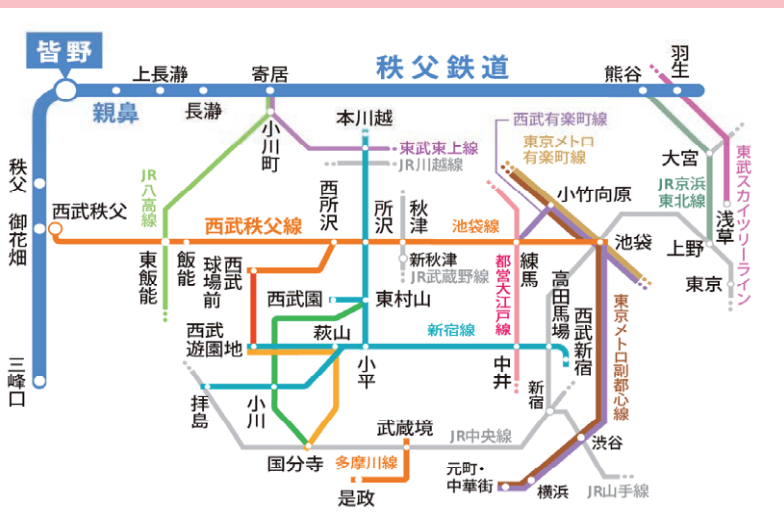 皆野
上長瀞
寄居
秩父鉄道
熊谷
羽生
親鼻
長瀞
小川町
本川越
西武有楽町線
東京メトロ
有楽町線
東武東上線
JR川越線
大宮
秩父
JR八高線
JR京浜
東北線
東武スカイツリーライン
小竹向原
西武秩父
御花畑
西武秩父線
西所沢
所沢
秋津
池袋線
池袋
浅草
上野
東飯能
飯能
西武
球場前
新秋津
JR武蔵野線
都営大江戸線
練馬
高田馬場
東京
西武園
東村山
西武新宿
東京メトロ副都心線
西武
遊園地
萩山
新宿線
小平
中井
三峰口
拝島
小川
新宿
武蔵境
JR中央線
渋谷
国分寺
多摩川線
元町・
中華街
横浜
JR山手線
是政